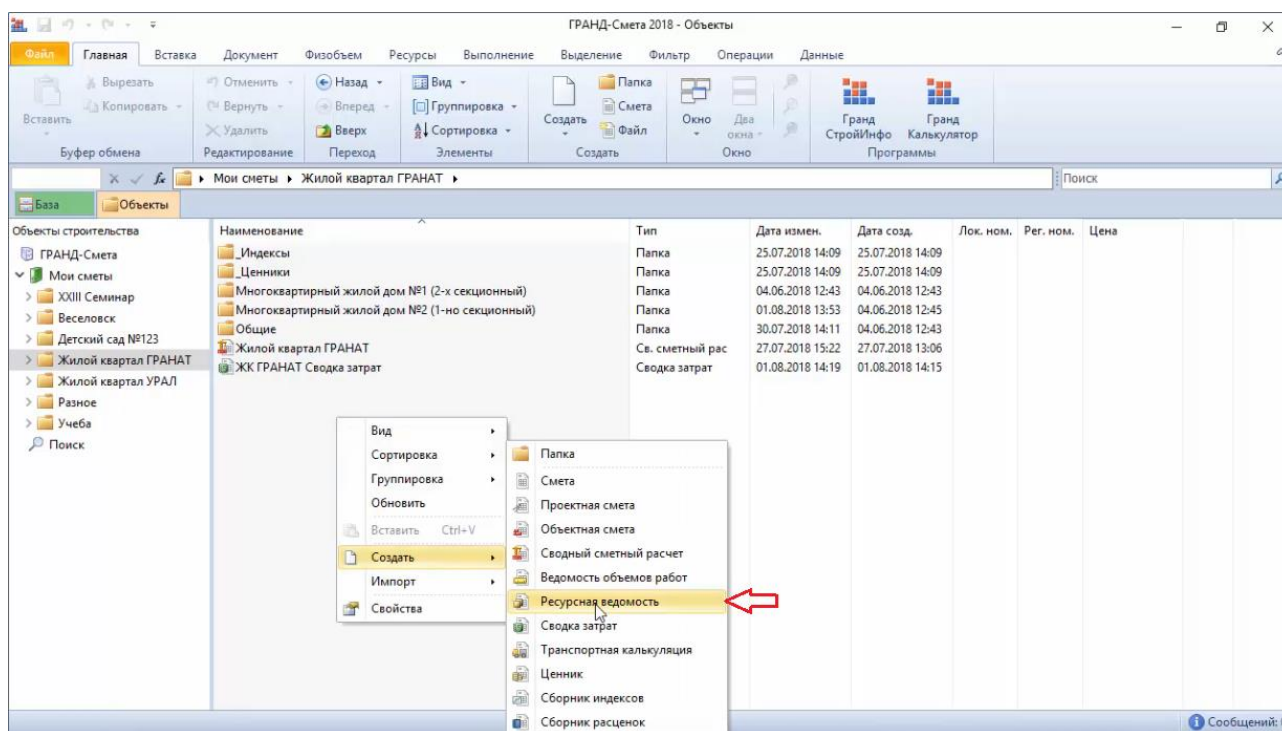 ГРАНД-Смета 2018 - Объекты
Файл Главная Вставка Документ Физобъем Ресурсы Выполнение Выделение Фильтр Операции Данные
Вставить
Вырезать
Копировать
Буфер обмена
Отменить
Вернуть
Удалить
Редактирование
Назад
Вперед
Вверх
Переход
Вид
Группировка
Сортировка
Элементы
Создать
Папка
Смета
Файл
Создать
Окно
Два
окна
Окно
Гранд
СтройИнфо
Гранд
Калькулятор
Программы
fx Мои сметы Жилой квартал ГРАНАТ Поиск
База Объекты
Объекты строительства
ГРАНД-Смета
Мои сметы
XXIII Семинар
Веселовск
Детский сад №123
Жилой квартал ГРАНАТ
Жилой квартал УРАЛ
Разное
Учеба
Поиск
Наименование Тип Дата измен. Дата созд. Лок. ном. Рег. ном. Цена
_Индексы Папка 25.07.2018 14:09 25.07.2018 14:09
_Ценники Папка 25.07.2018 14:09 25.07.2018 14:09
Многоквартирный жилой дом №1 (2-х секционный) Папка 04.06.2018 12:43 04.06.2018 12:43
Многоквартирный жилой дом №2 (1-но секционный) Папка 01.08.2018 13:53 04.06.2018 12:45
Общие Папка 30.07.2018 14:11 04.06.2018 12:43
Жилой квартал ГРАНАТ Св. сметный рас 27.07.2018 15:22 27.07.2018 13:06
ЖК ГРАНАТ Сводка затрат Сводка затрат 01.08.2018 14:19 01.08.2018 14:15
Вид
Сортировка
Группировка
Обновить
Вставить Ctrl+V
Создать
Импорт
Свойства
Папка
Смета
Проектная смета
Объектная смета
Сводный сметный расчет
Ведомость объемов работ
Ресурсная ведомость
Сводка затрат
Транспортная калькуляция
Ценник
Сборник индексов
Сборник расценок
Сообщений: